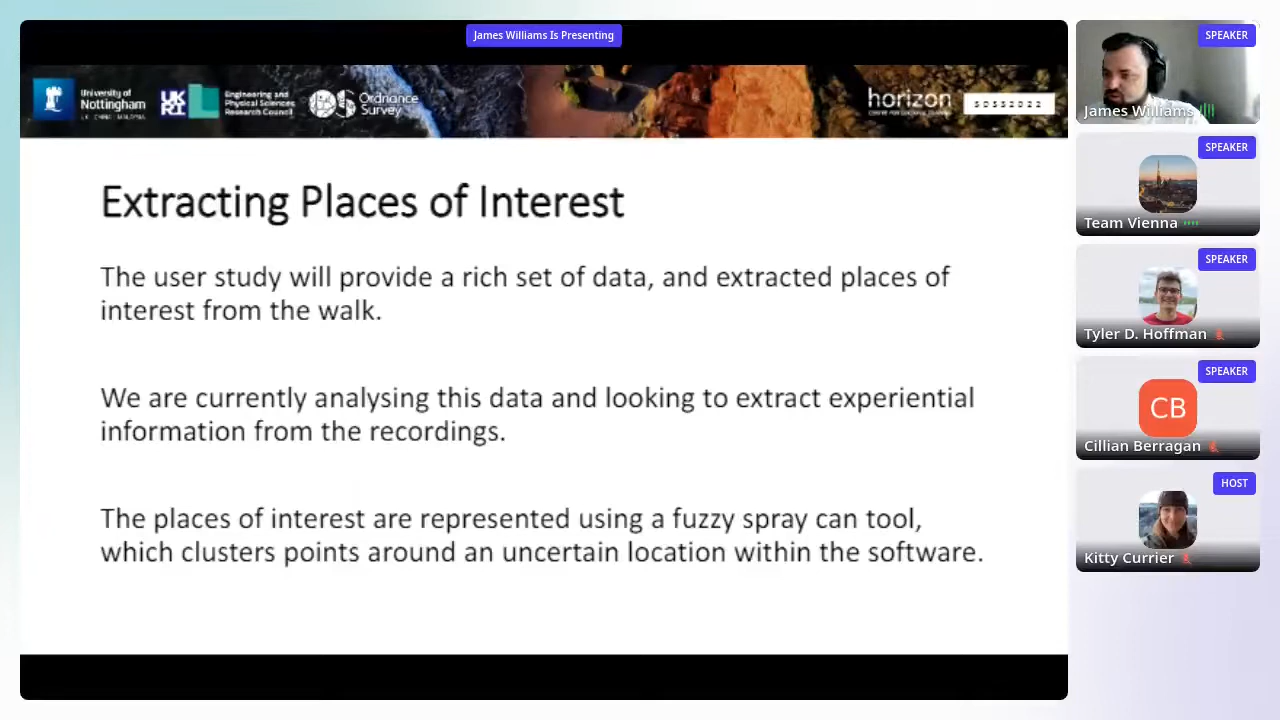 James Williams Is Presenting
University of
Nottingham
UK | CHINA | MALAYSIA
UK
RI
Engineering and
Physical Sciences
Research Council
OS
Ordnance
Survey
horizon
SDSS2022
Extracting Places of Interest
The user study will provide a rich set of data, and extracted places of
interest from the walk.
We are currently analysing this data and looking to extract experiential
information from the recordings.
The places of interest are represented using a fuzzy spray can tool,
which clusters points around an uncertain location within the software.
SPEAKER
James Williams
SPEAKER
Team Vienna
SPEAKER
Tyler D. Hoffman
SPEAKER
CB
Cillian Berragan
HOST
Kitty Currier